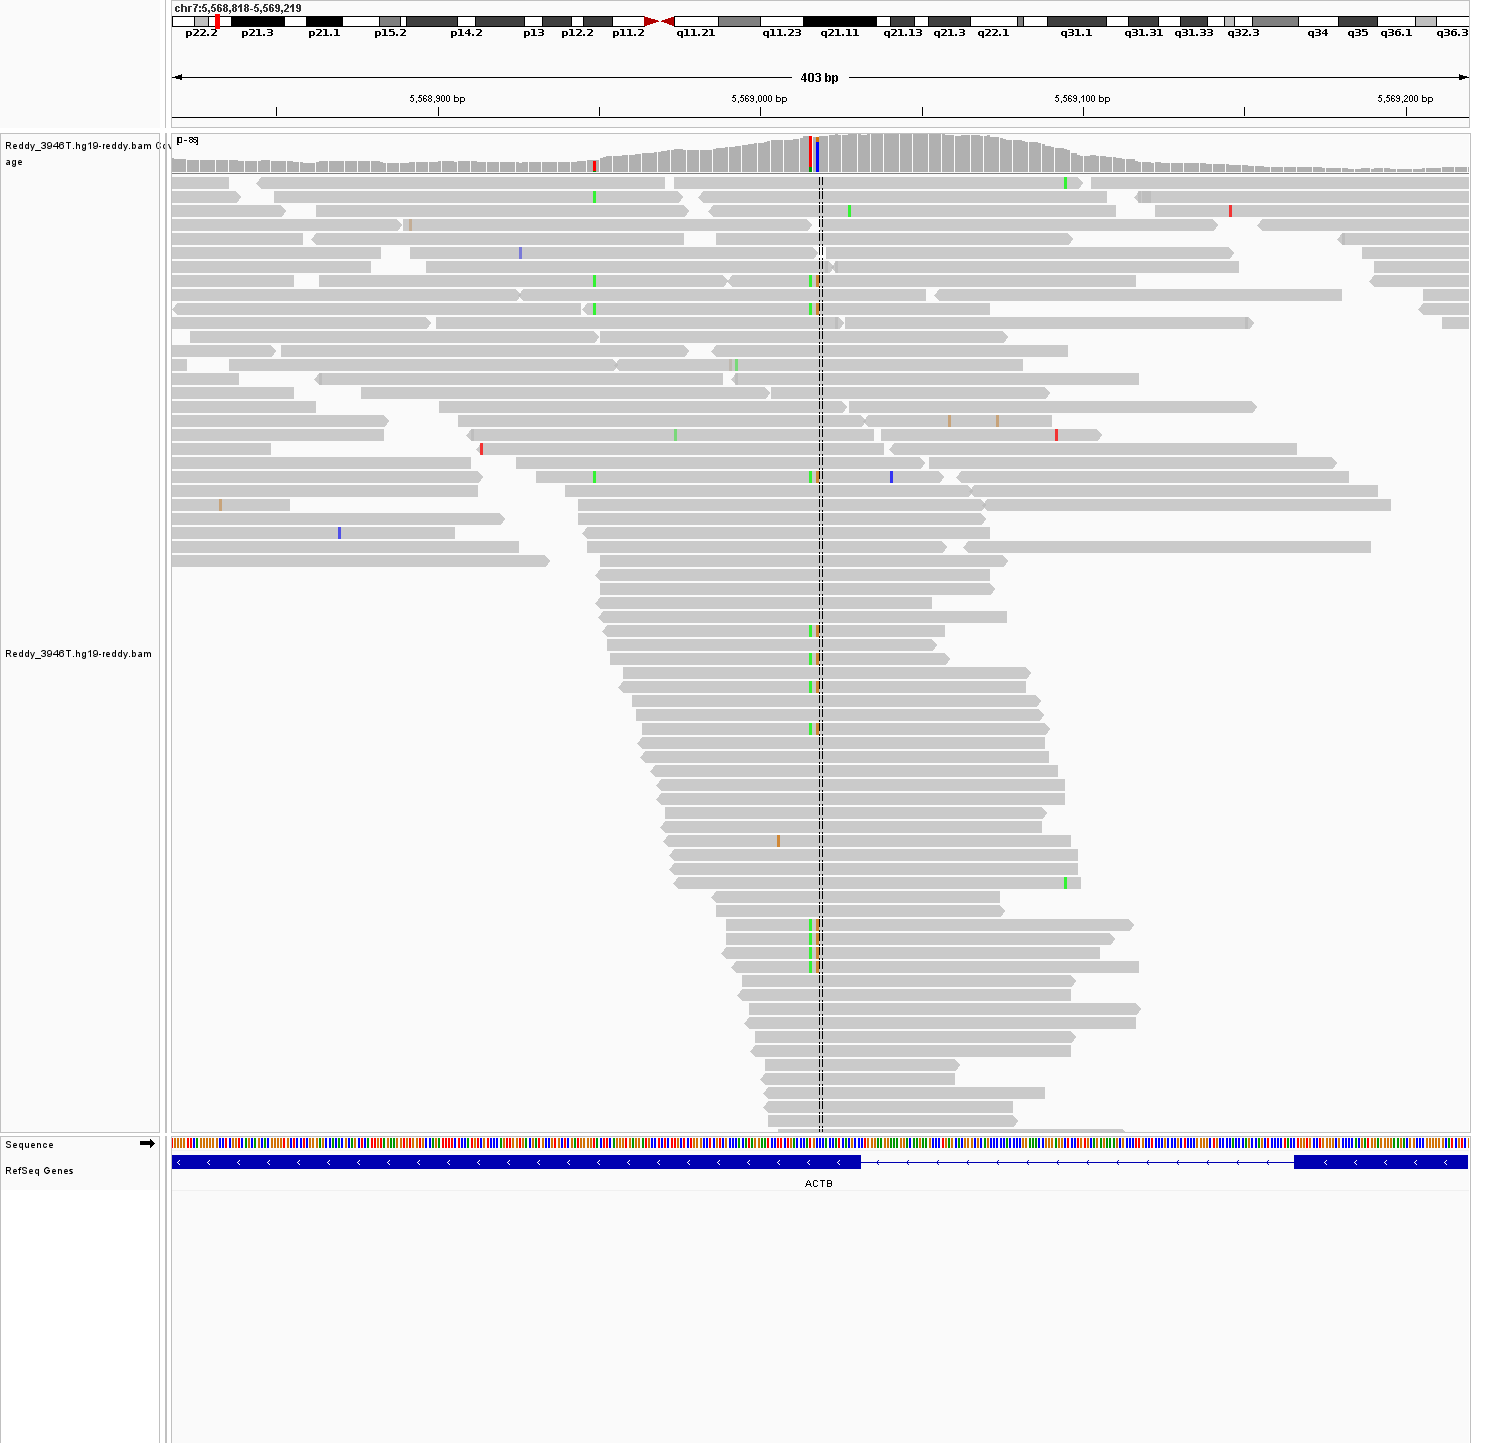 chr7:5,568,818-5,569,219
p22.2 p21.3 p21.1 p15.2 p14.2 p13 p12.2 p11.2 q11.21 q11.23 q21.11 q21.13 q21.3 q22.1 q31.1 q31.31 q31.33 q32.3 q34 q35 q36.1 q36.3
403 bp
5,568,900 bp 5,569,000 bp 5,569,100 bp 5,569,200 bp
Reddy_3946T.hg19-reddy.bam Cov
age
Reddy_3946T.hg19-reddy.bam
Sequence
RefSeq Genes
ACTB